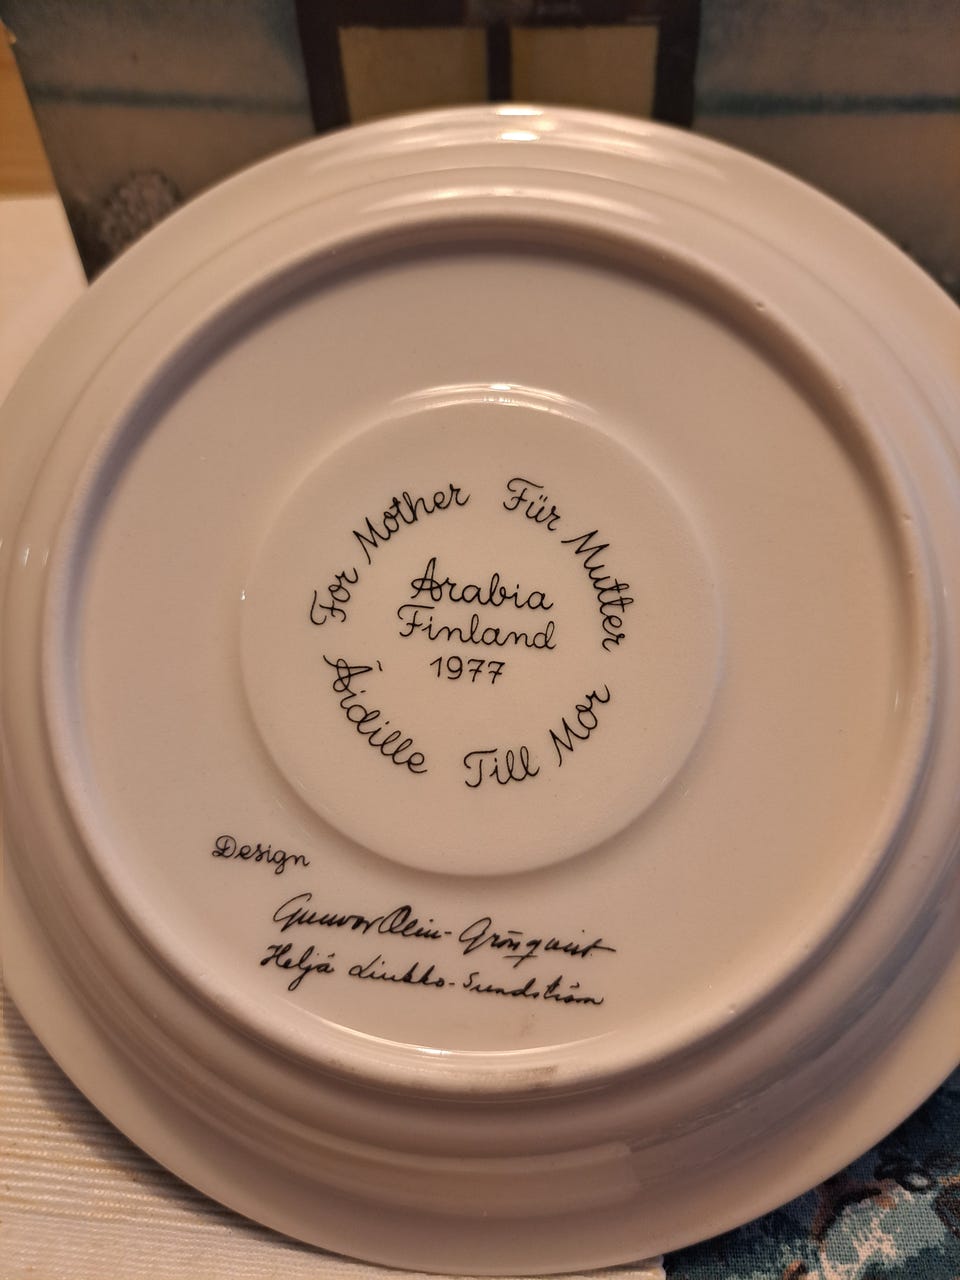 For Mother
Für Mutter
Äidille
Till Mor
Arabia
Finland
1977
Design
Gunvor Olin-Grönqvist
Heljä Liukko-Sundström